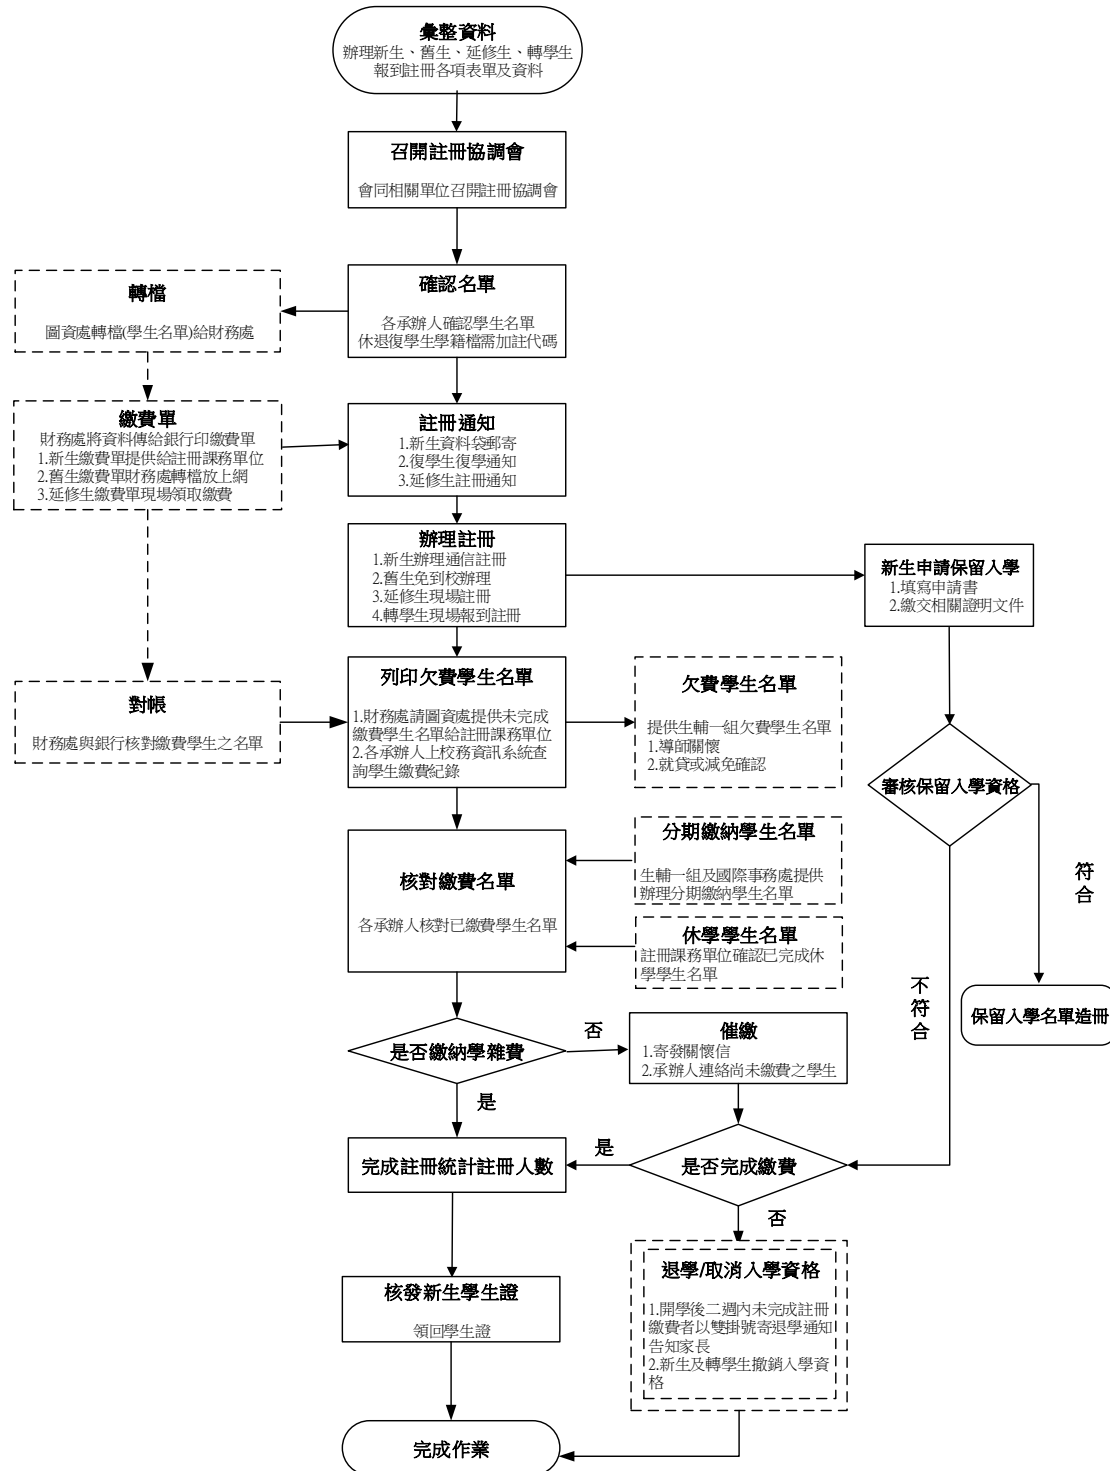 彙整資料
辦理新生、舊生、延修生、轉學生
報到註冊各項表單及資料
召開註冊協調會
會同相關單位召開註冊協調會
確認名單
各承辦人確認學生名單
休退復學生學籍檔需加註代碼
轉檔
圖資處轉檔(學生名單)給財務處
繳費單
財務處將資料傳給銀行印繳費單
1.新生繳費單提供給註冊課務單位
2.舊生繳費單財務處轉檔放上網
3.延修生繳費單現場領取繳費
註冊通知
1.新生資料袋郵寄
2.復學生復學通知
3.延修生註冊通知
辦理註冊
1.新生辦理通信註冊
2.舊生免到校辦理
3.延修生現場註冊
4.轉學生現場報到註冊
新生申請保留入學
1.填寫申請書
2.繳交相關證明文件
對帳
財務處與銀行核對繳費學生之名單
列印欠費學生名單
1.財務處請圖資處提供未完成
繳費學生名單給註冊課務單位
2.各承辦人上校務資訊系統查
詢學生繳費紀錄
欠費學生名單
提供生輔一組欠費學生名單
1.導師關懷
2.就貸或減免確認
審核保留入學資格
分期繳納學生名單
生輔一組及國際事務處提供
辦理分期繳納學生名單
核對繳費名單
各承辦人核對已繳費學生名單
休學學生名單
註冊課務單位確認已完成休
學學生名單
符合
不符合
保留入學名單造冊
是否繳納學雜費
否
催繳
1.寄發關懷信
2.承辦人連絡尚未繳費之學生
是
完成註冊統計註冊人數
是
是否完成繳費
否
核發新生學生證
領回學生證
退學/取消入學資格
1.開學後二週內未完成註冊
繳費者以雙掛號寄退學通知
告知家長
2.新生及轉學生撤銷入學資
格
完成作業